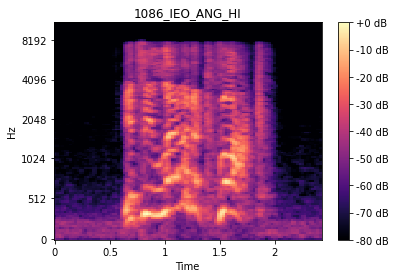 1086_IEO_ANG_HI
+0 dB
8192
-10 dB
-20 dB
4096
-30 dB
Hz
2048
-40 dB
1024
-50 dB
-60 dB
512
-70 dB
0
-80 dB
0 0.5 1 1.5 2
Time